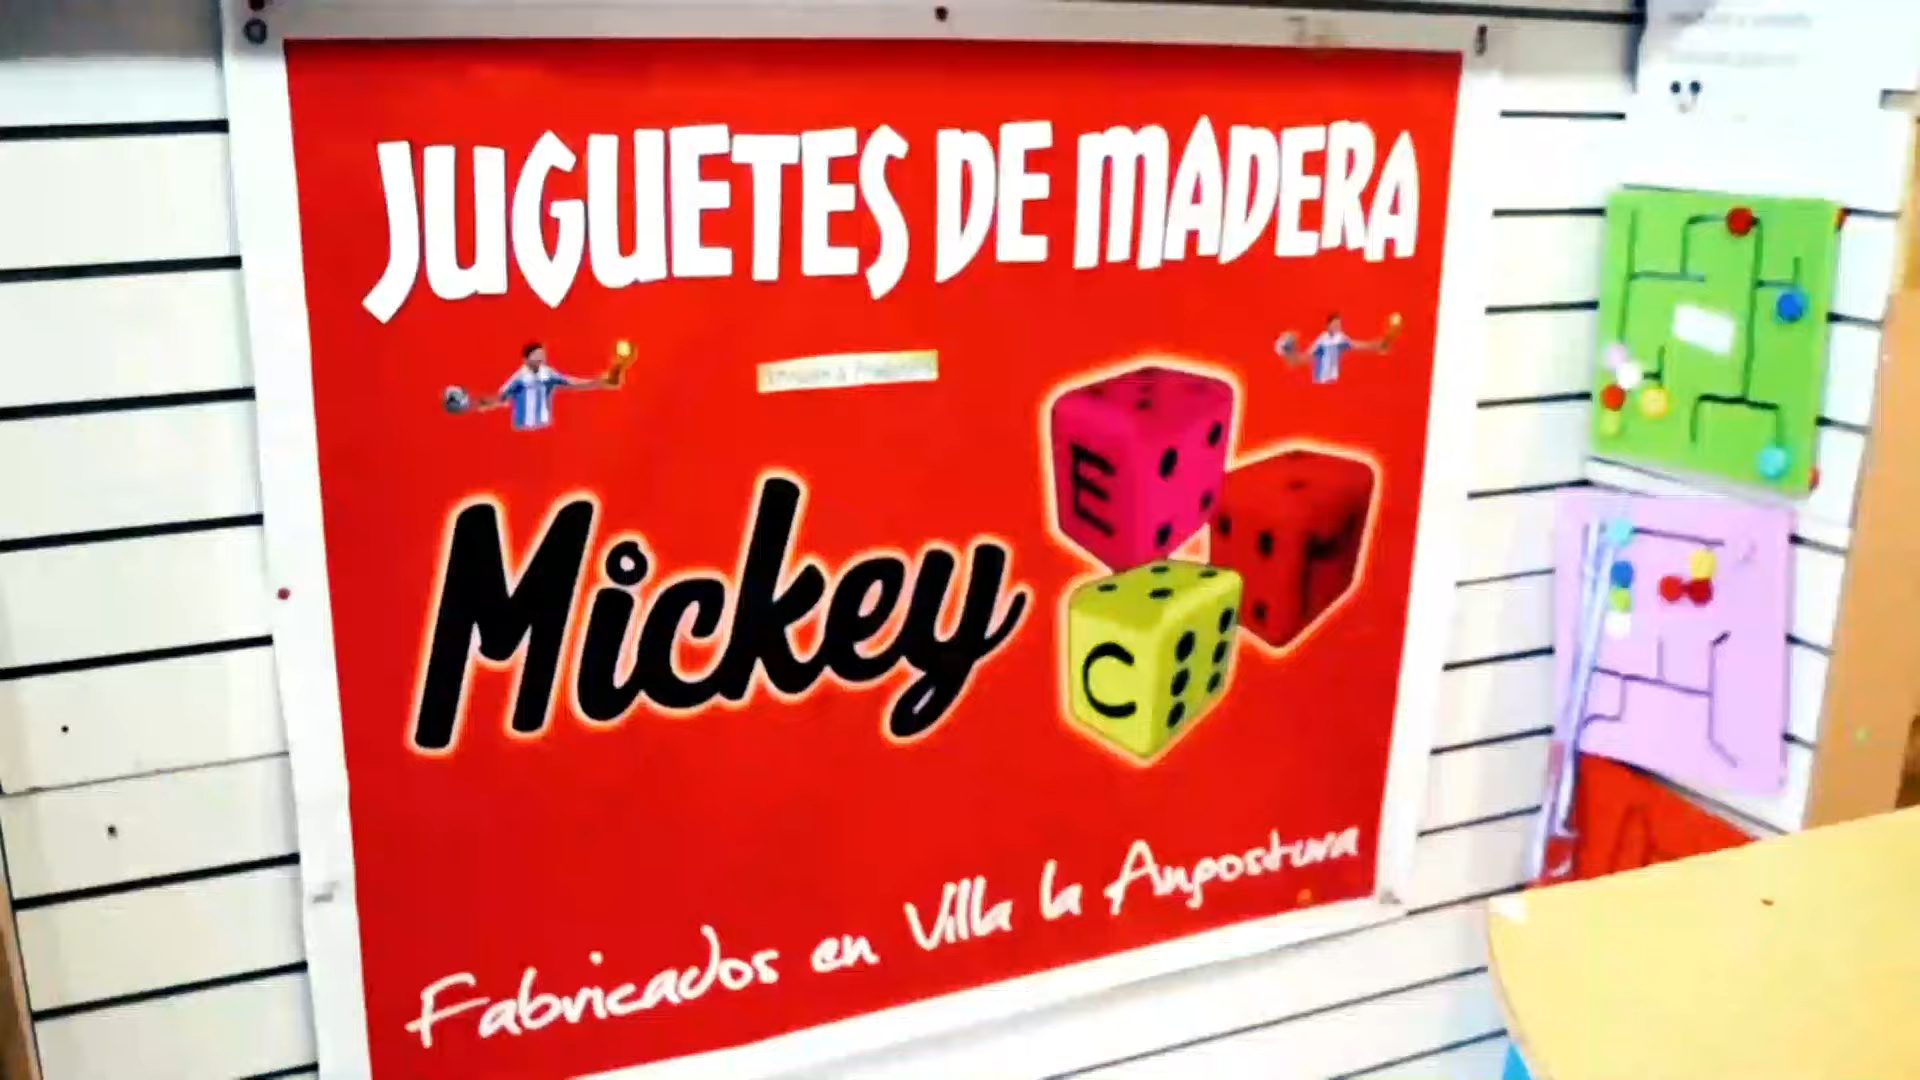 JUGUETES DE MADERA
Mickey
E
C
Fabricados en Villa la Angostura